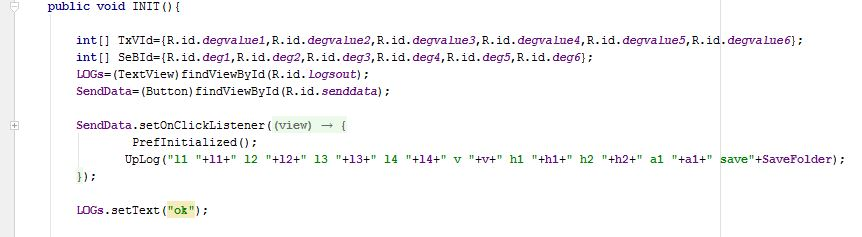 public void INIT(){
int[] TxVId={R.id.degvalue1,R.id.degvalue2,R.id.degvalue3,R.id.degvalue4,R.id.degvalue5,R.id.degvalue6};
int[] SeBId={R.id.deg1,R.id.deg2,R.id.deg3,R.id.deg4,R.id.deg5,R.id.deg6};
LOGs=(TextView)findViewById(R.id.logsout);
SendData=(Button)findViewById(R.id.senddata);
SendData.setOnClickListener((view) → {
PrefInitialized();
UpLog("l1 "+l1+" l2 "+l2+" l3 "+l3+" l4 "+l4+" v "+v+" h1 "+h1+" h2 "+h2+" a1 "+a1+" save"+SaveFolder);
});
LOGs.setText("ok");